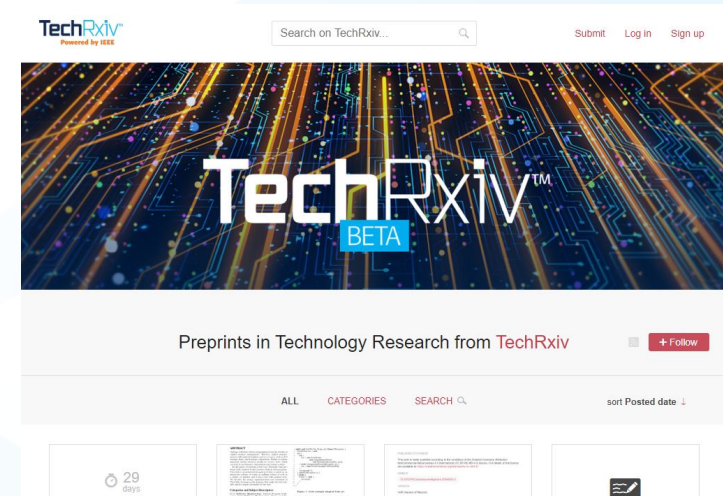 TechRxiv™
Powered by IEEE
Search on TechRxiv...
Submit Log in Sign up
TechRxiv™
BETA
Preprints in Technology Research from TechRxiv
+ Follow
ALL CATEGORIES SEARCH
sort Posted date ↓
29
days